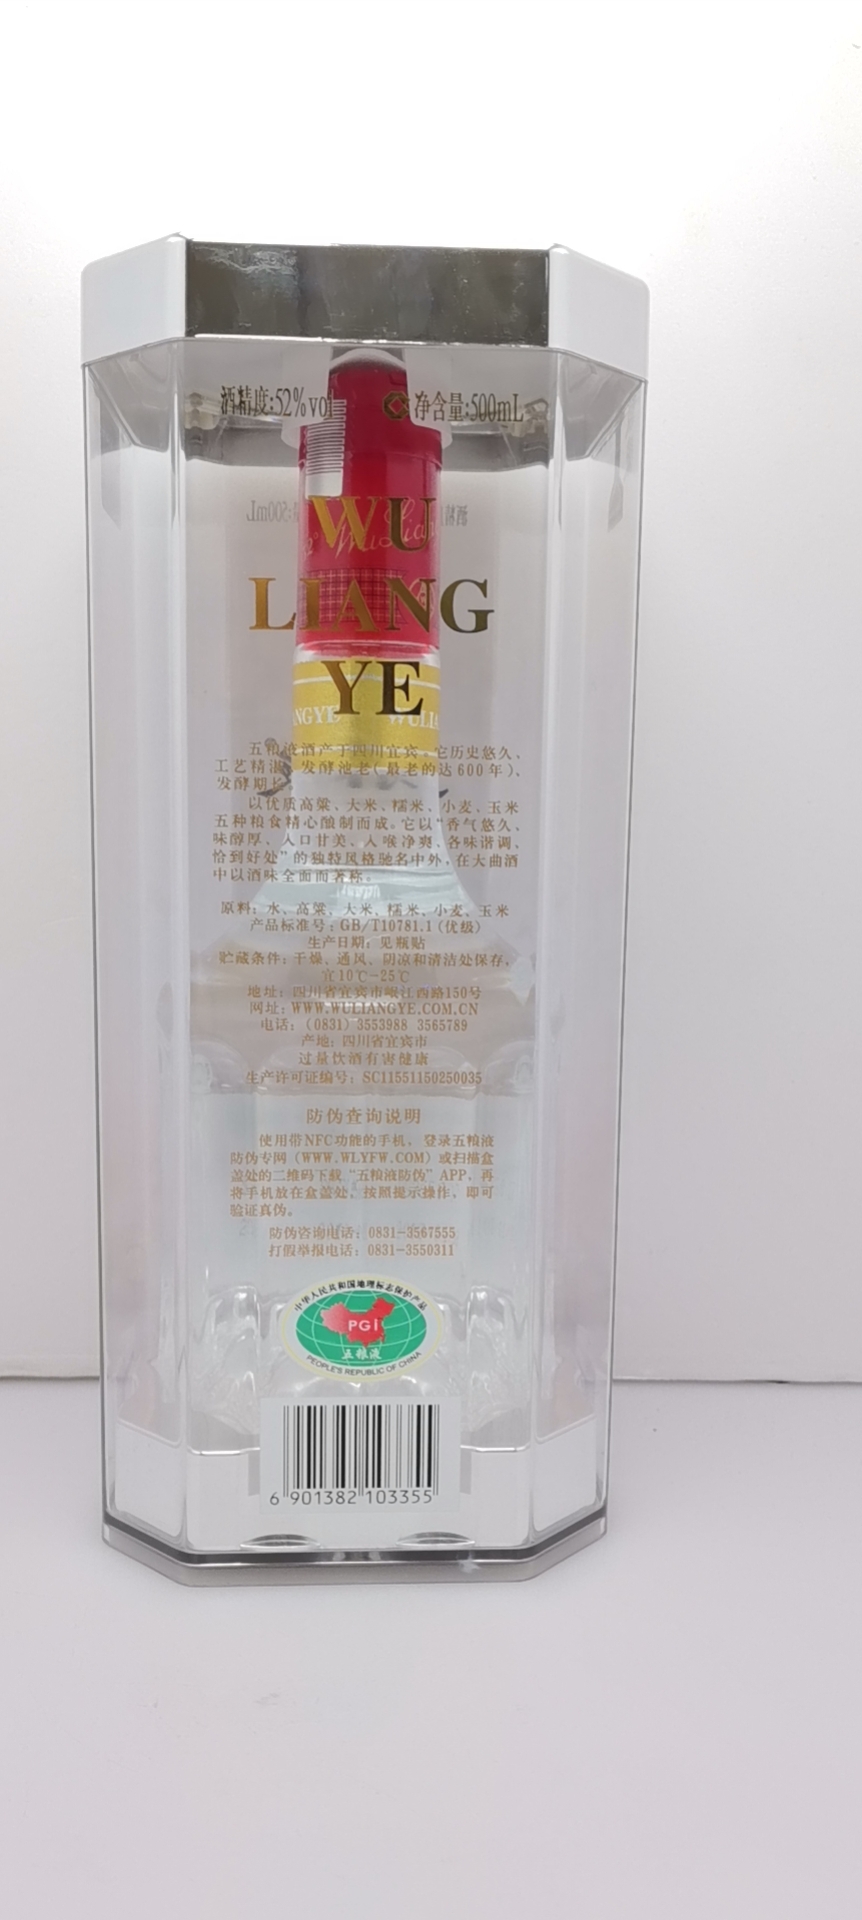 酒精度:52%vol 净含量:500mL
WU
LIANG
YE
NGYE WULIA
五粮液酒产于四川宜宾。它历史悠久、
工艺精湛、发酵池老(最老的达600年)、
发酵期长
以优质高粱、大米、糯米、小麦、玉米
五种粮食精心酿制而成。它以“香气悠久、
味醇厚、入口甘美、入喉净爽、各味谐调、
恰到好处”的独特风格驰名中外,在大曲酒
中以酒味全面而著称。
原料:水、高粱、大米、糯米、小麦、玉米
产品标准号:GB/T10781.1(优级)
生产日期:见瓶贴
贮藏条件:干燥、通风、阴凉和清洁处保存,
宜10℃-25℃
地址:四川省宜宾市岷江西路150号
网址:WWW.WULIANGYE.COM.CN
电话:(0831)3553988 3565789
产地:四川省宜宾市
过量饮酒有害健康
生产许可证编号:SC11551150250035
防伪查询说明
使用带NFC功能的手机,登录五粮液
防伪专网(WWW.WLYFW.COM)或扫描盒
盖处的二维码下载“五粮液防伪”APP,再
将手机放在盒盖处,按照提示操作,即可
验证真伪。
防伪咨询电话:0831-3567555
打假举报电话:0831-3550311
中华人民共和国地理标志保护产品
PGI
五粮液
PEOPLE'S REPUBLIC OF CHINA
6 901382 103355